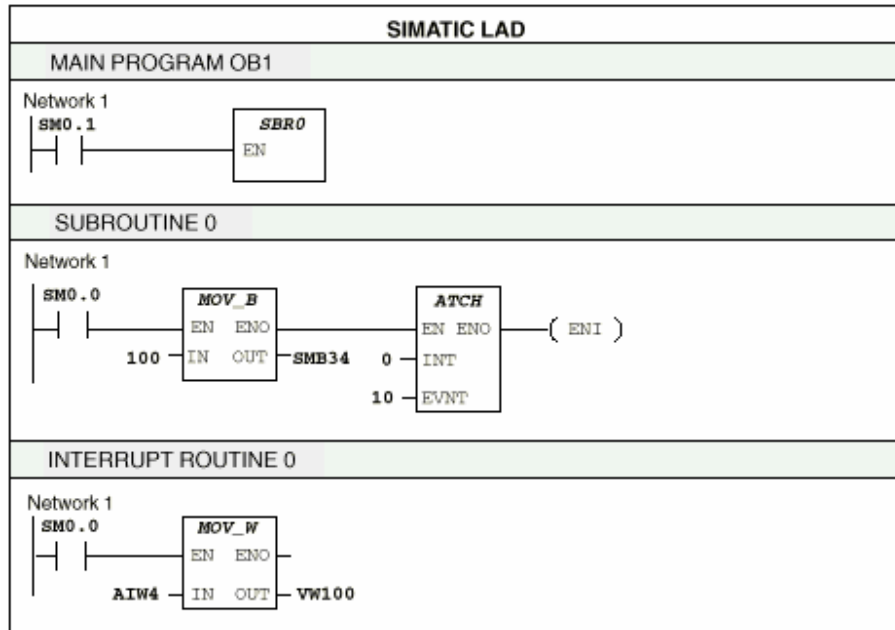 SIMATIC LAD
MAIN PROGRAM OB1
Network 1
SM0.1
SBR0
EN
SUBROUTINE 0
Network 1
SM0.0
MOV_B
ATCH
EN ENO
EN ENO
( ENI )
100
IN OUT
SMB34
0
INT
10
EVNT
INTERRUPT ROUTINE 0
Network 1
SM0.0
MOV_W
EN ENO
AIW4
IN OUT
VW100